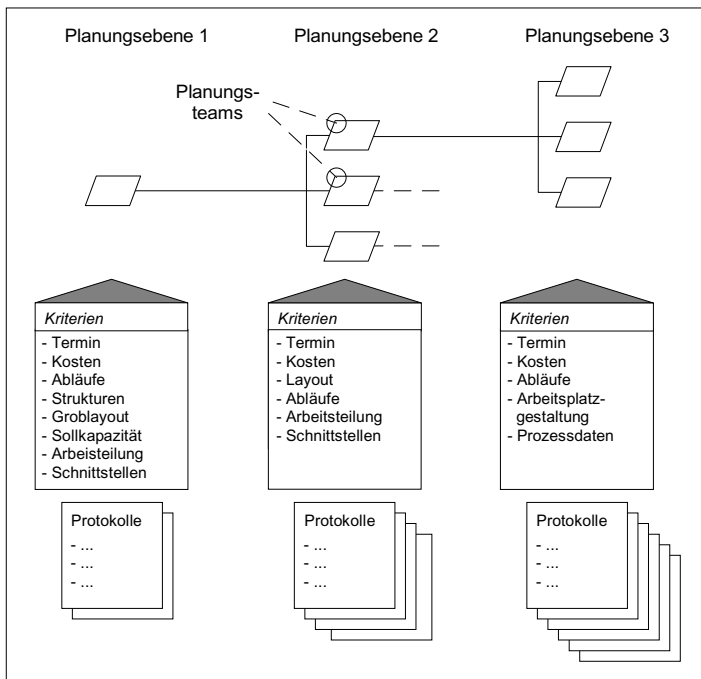 Planungsebene 1
Planungsebene 2
Planungsebene 3
Planungs-
teams
Kriterien
- Termin
- Kosten
- Abläufe
- Strukturen
- Groblayout
- Sollkapazität
- Arbeisteilung
- Schnittstellen
Kriterien
- Termin
- Kosten
- Layout
- Abläufe
- Arbeitsteilung
- Schnittstellen
Kriterien
- Termin
- Kosten
- Abläufe
- Arbeitsplatz-
gestaltung
- Prozessdaten
Protokolle
- ...
- ...
- ...
Protokolle
- ...
- ...
- ...
Protokolle
- ...
- ...
- ...